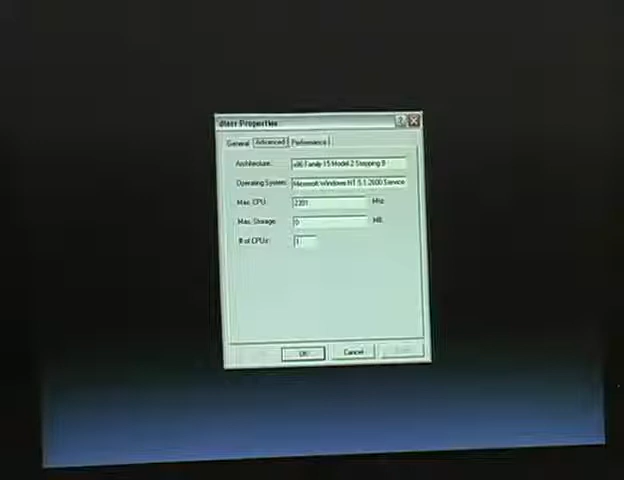 Properties
General Advanced Performance
Architecture: x86 Family 15 Model 2 Stepping 9
Operating System: Microsoft Windows NT 5.1.2600 Service
Max. CPU: Mhz
Max. Storage: 0 MB
# of CPUs: 1
OK Cancel